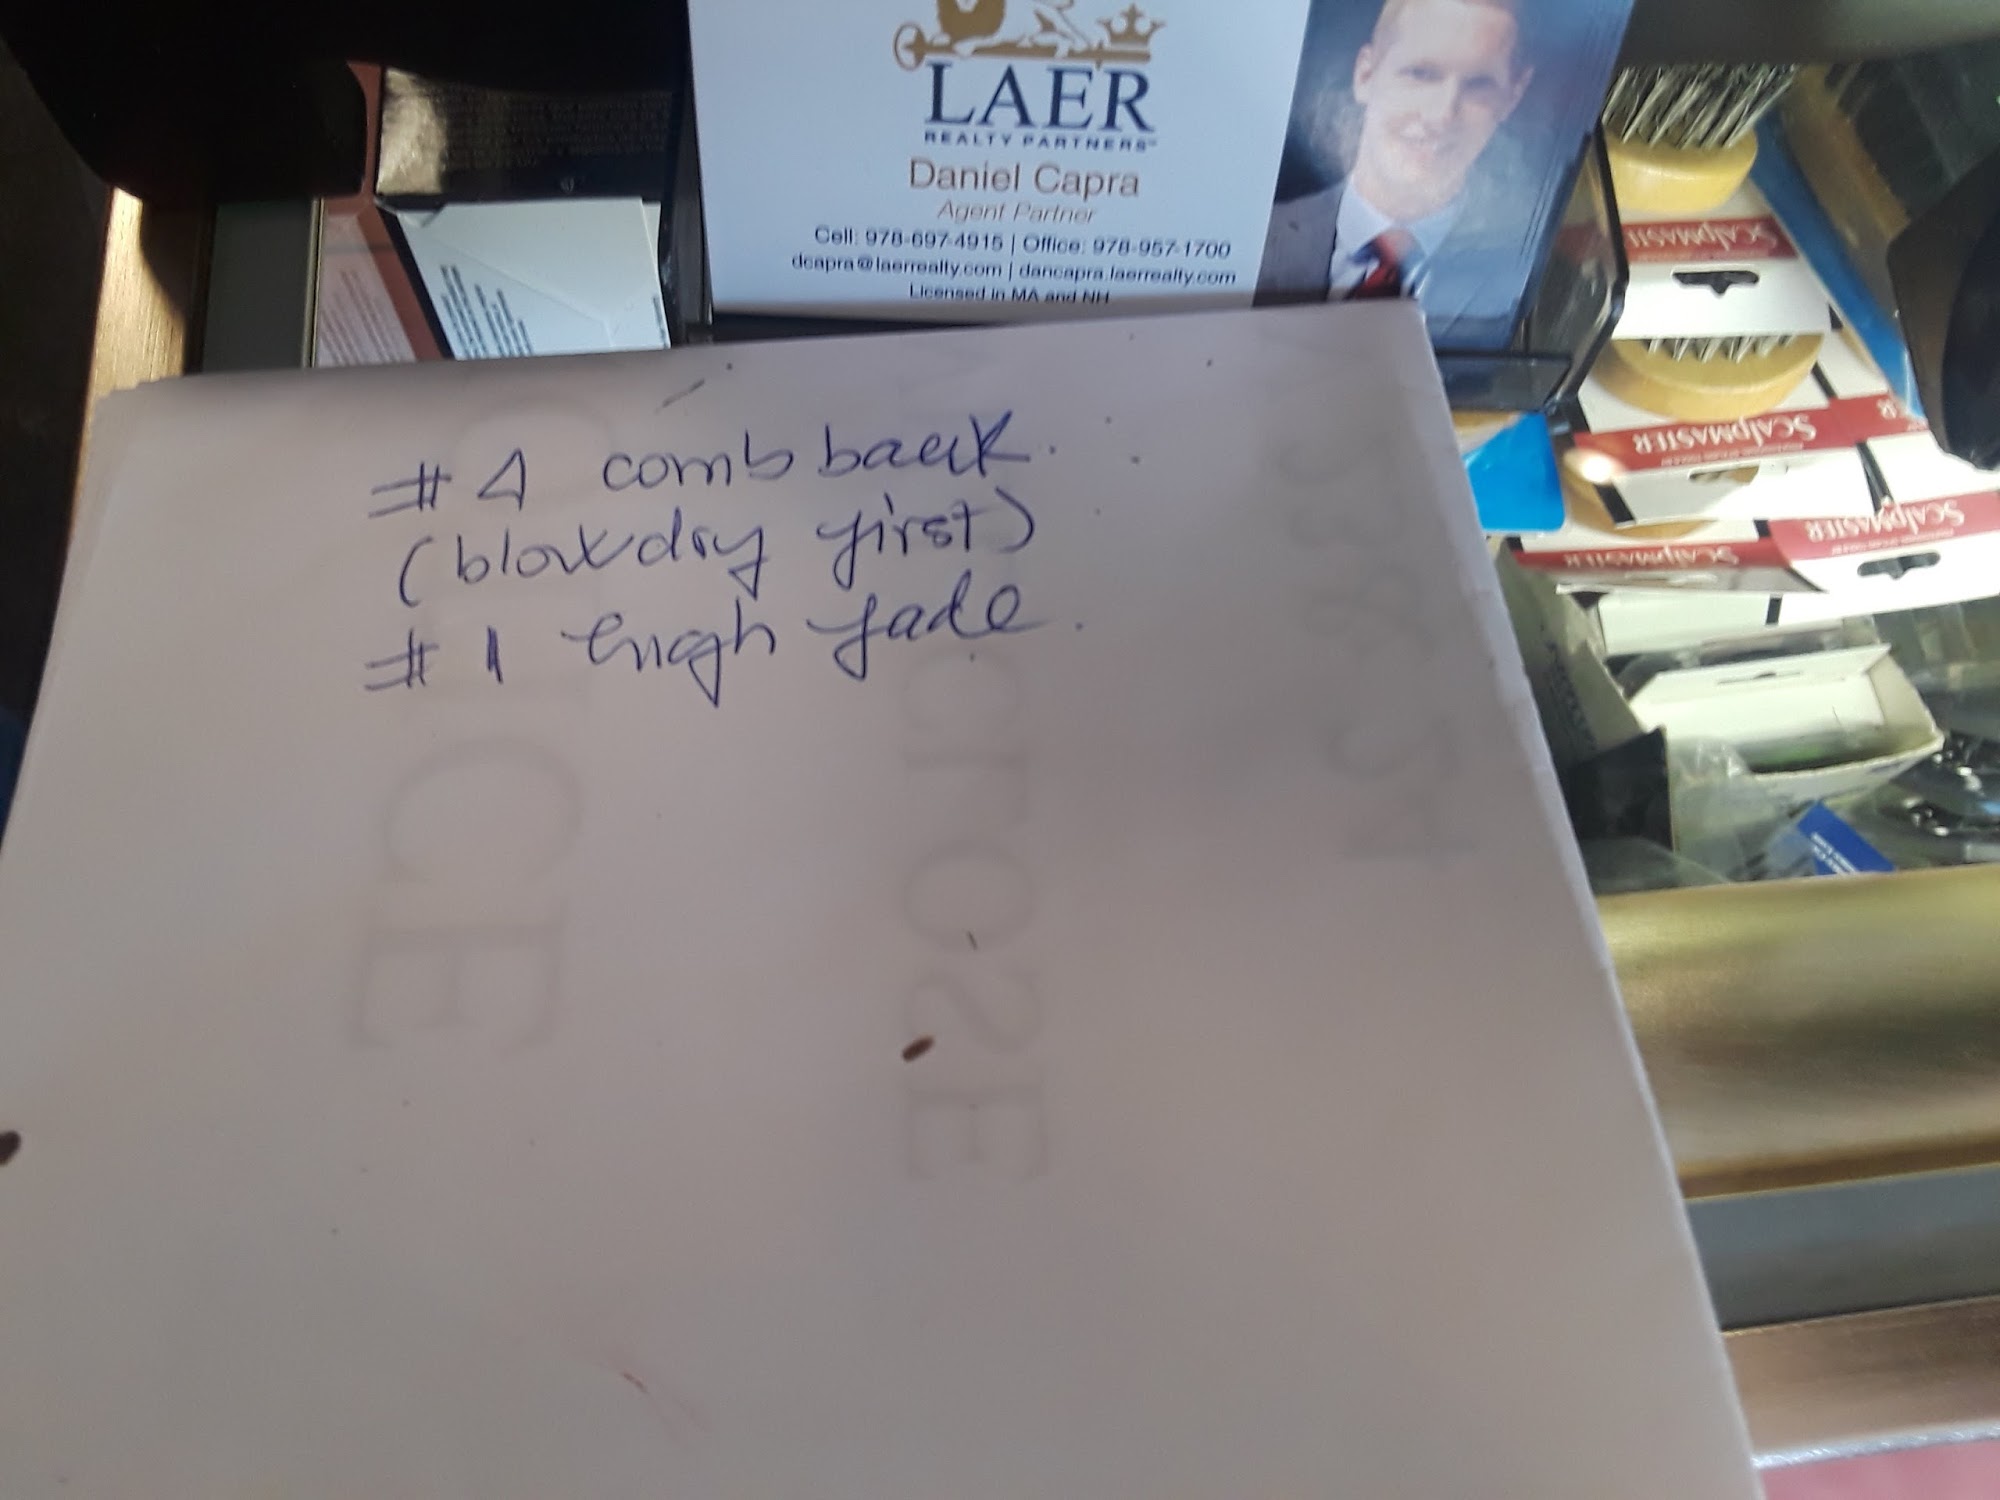 LAER
REALTY PARTNERS
Daniel Capra
Agent Partner
Cell: 978-697-4915 | Office: 978-957-1700
dcapra@laerrealty.com | dancapra.laerrealty.com
Licensed in MA and NH
# 4 comb back.
(blowdry first)
# 1 high fade.
SCALPMASTER
SCALPMASTER
SCALPMASTER
SCALPMASTER